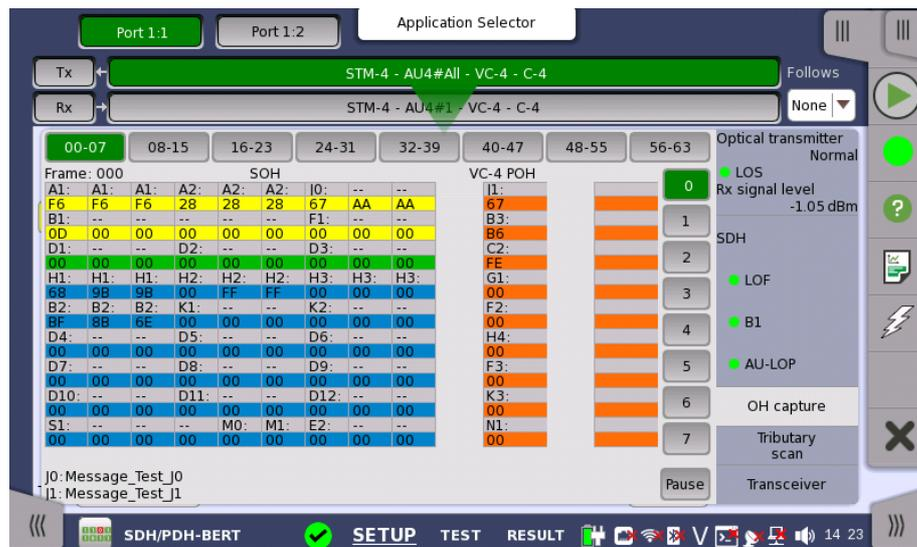 Application Selector
Port 1:1 Port 1:2
Tx STM-4 - AU4#All - VC-4 - C-4 Follows
Rx STM-4 - AU4#1 - VC-4 - C-4 None
00-07 08-15 16-23 24-31 32-39 40-47 48-55 56-63
Frame: 000 SOH VC-4 POH
A1: A1: A1: A2: A2: A2: J0: -- -- J1:
F6 F6 F6 28 28 28 67 AA AA 67
B1: -- -- -- -- -- F1: -- -- B3:
0D 00 00 00 00 00 00 00 00 B6
D1: -- -- D2: -- -- D3: -- -- C2:
00 00 00 00 00 00 00 00 00 FE
H1: H1: H1: H2: H2: H2: H3: H3: H3: G1:
68 9B 9B 00 FF FF 00 00 00 00
B2: B2: B2: K1: -- -- K2: -- -- F2:
BF 8B 6E 00 00 00 00 00 00 00
D4: -- -- D5: -- -- D6: -- -- H4:
00 00 00 00 00 00 00 00 00 00
D7: -- -- D8: -- -- D9: -- -- F3:
00 00 00 00 00 00 00 00 00 00
D10: -- -- D11: -- -- D12: -- -- K3:
00 00 00 00 00 00 00 00 00 00
S1: -- -- -- M0: M1: E2: -- -- N1:
00 00 00 00 00 00 00 00 00 00
J0:Message_Test_J0
J1:Message_Test_J1
0
1
2
3
4
5
6
7
Pause
Optical transmitter
Normal
LOS
Rx signal level
-1.05 dBm
SDH
LOF
B1
AU-LOP
OH capture
Tributary
scan
Transceiver
SDH/PDH-BERT SETUP TEST RESULT V 14 23